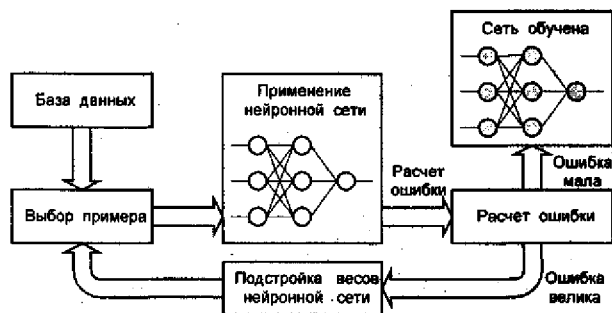 Сеть обучена
Применение
нейронной сети
База данных
Расчет
ошибки
Ошибка
мала
Выбор примера
Расчет ошибки
Подстройка весов
нейронной сети
Ошибка
велика